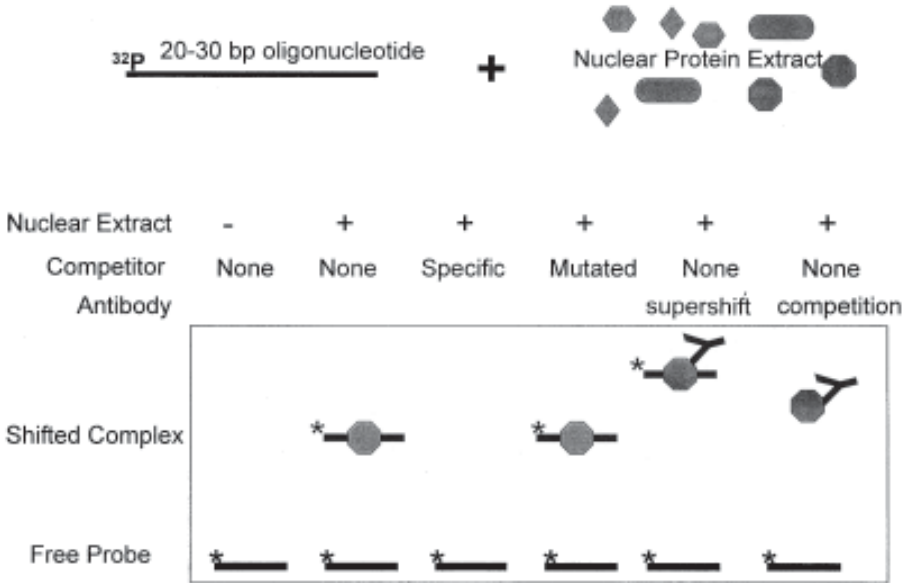 ³²P 20-30 bp oligonucleotide + Nuclear Protein Extract
Nuclear Extract - + + + + +
Competitor None None Specific Mutated None None
Antibody supershift competition
Shifted Complex * * *
Free Probe * * * * * *